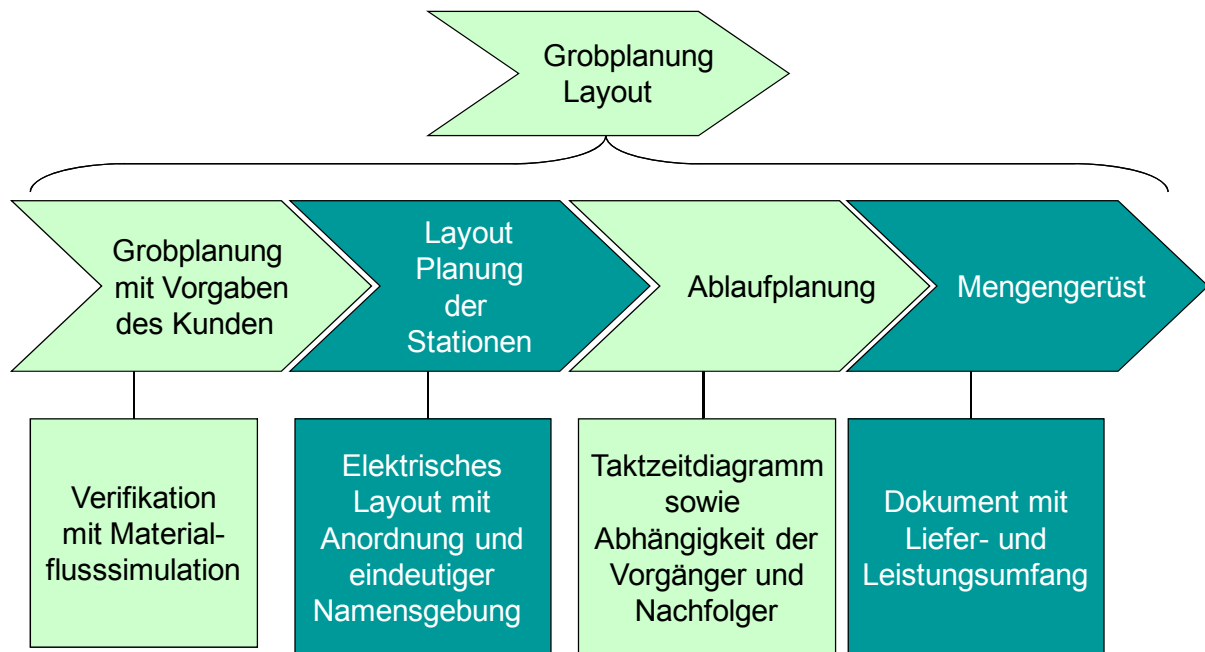 Grobplanung
Layout
Grobplanung
mit Vorgaben
des Kunden
Layout
Planung
der
Stationen
Ablaufplanung
Mengengerüst
Verifikation
mit Material-
flusssimulation
Elektrisches
Layout mit
Anordnung und
eindeutiger
Namensgebung
Taktzeitdiagramm
sowie
Abhängigkeit der
Vorgänger und
Nachfolger
Dokument mit
Liefer- und
Leistungsumfang